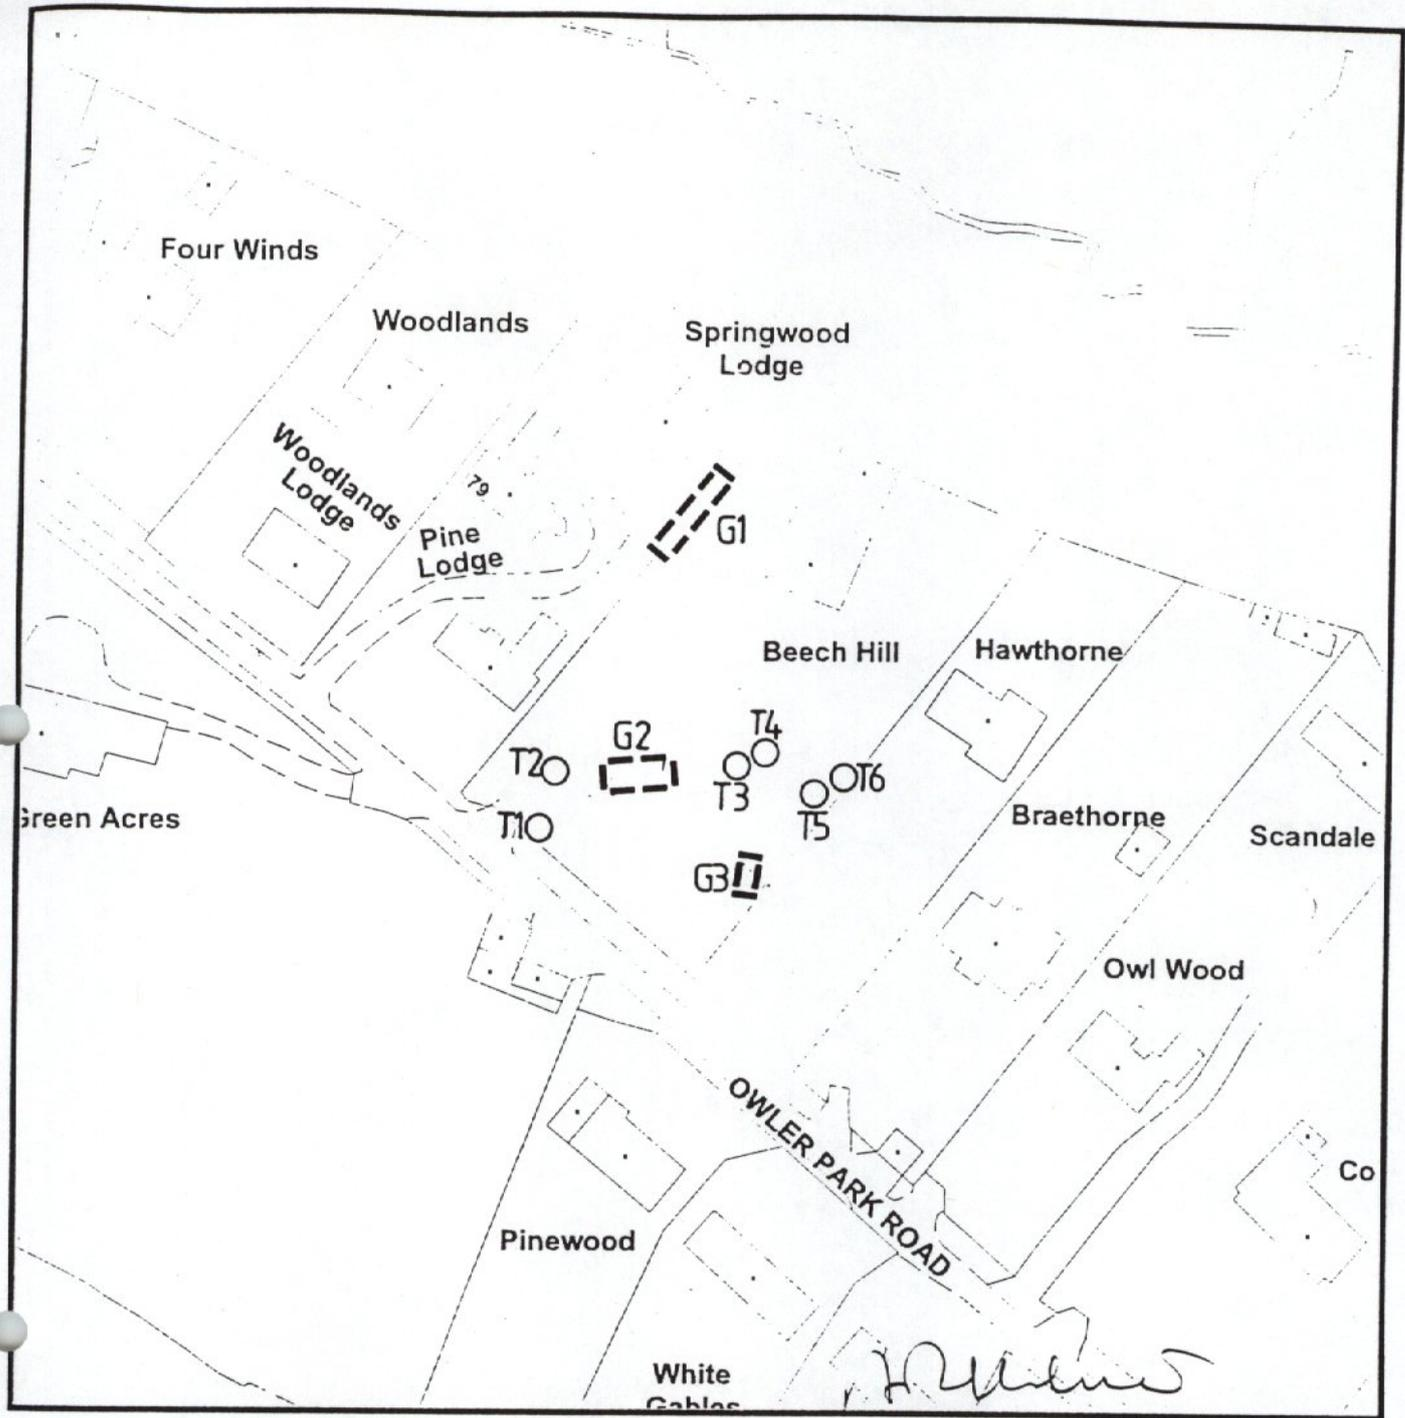 Four Winds
Woodlands
Springwood
Lodge
Woodlands
Lodge
79
Pine
Lodge
G1
Beech Hill
Hawthorne
T4
G2
T2
T3
T6
T5
Green Acres
T1
Braethorne
Scandale
G3
Owl Wood
OWLER PARK ROAD
Co
Pinewood
White
Gables